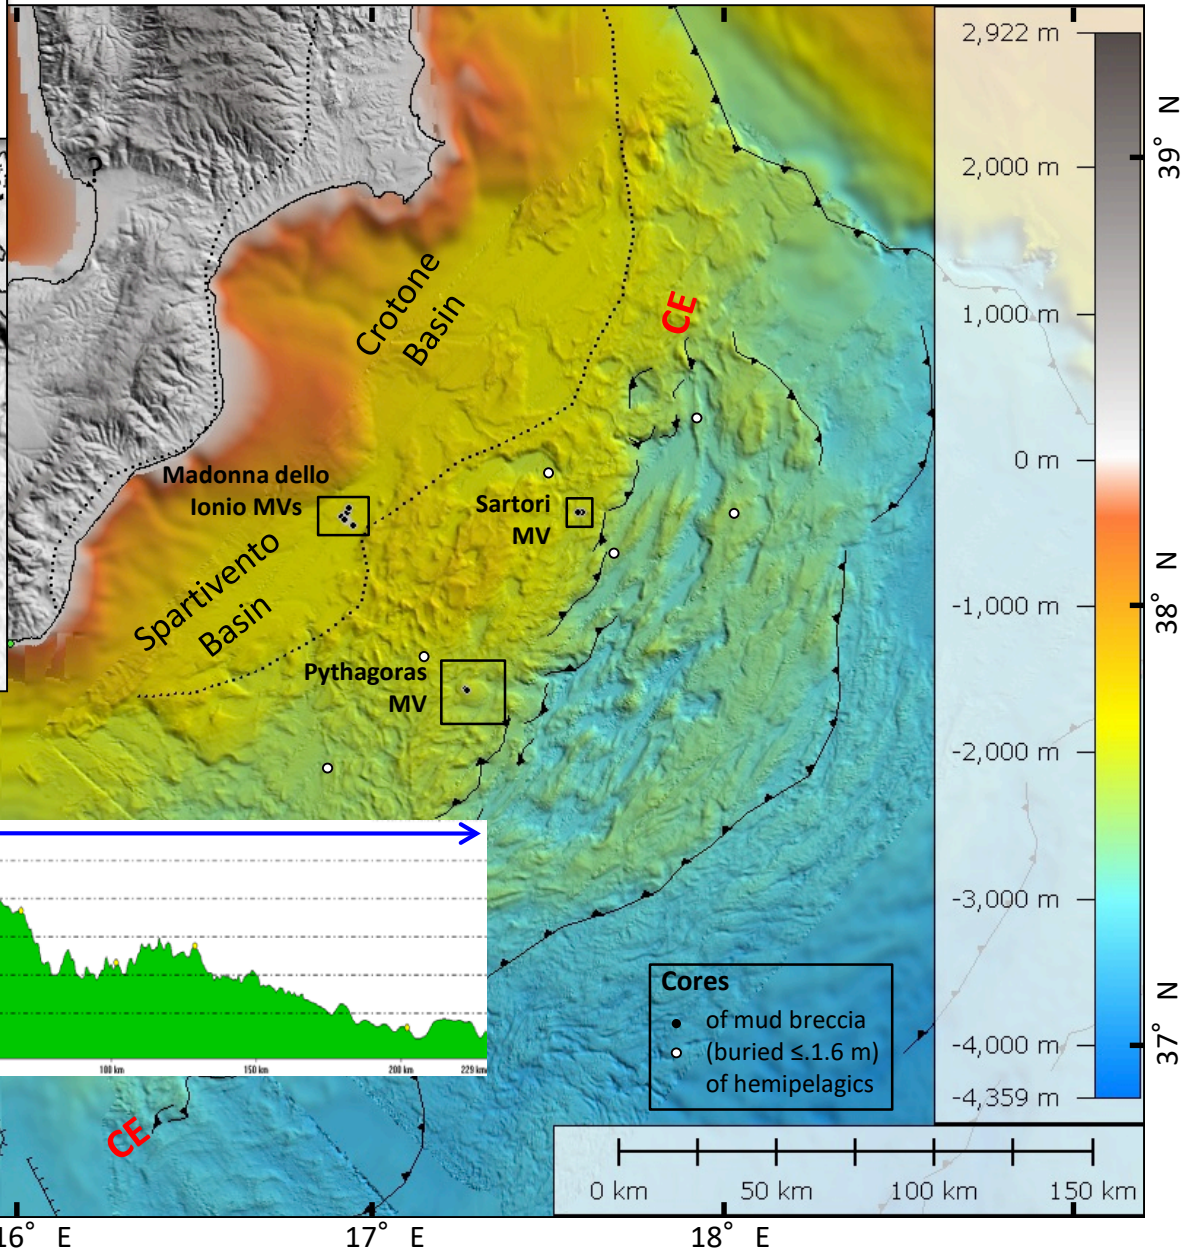 2,922 m
2,000 m
1,000 m
0 m
-1,000 m
-2,000 m
-3,000 m
-4,000 m
-4,359 m
39° N
38° N
37° N
?
CE
Crotone
Basin
Madonna dello
Ionio MVs
Sartori
MV
Spartivento
Basin
Pythagoras
MV
100 km
150 km
200 km
229 km
Cores
of mud breccia
(buried ≤.1.6 m)
of hemipelagics
CE
0 km
50 km
100 km
150 km
16° E
17° E
18° E